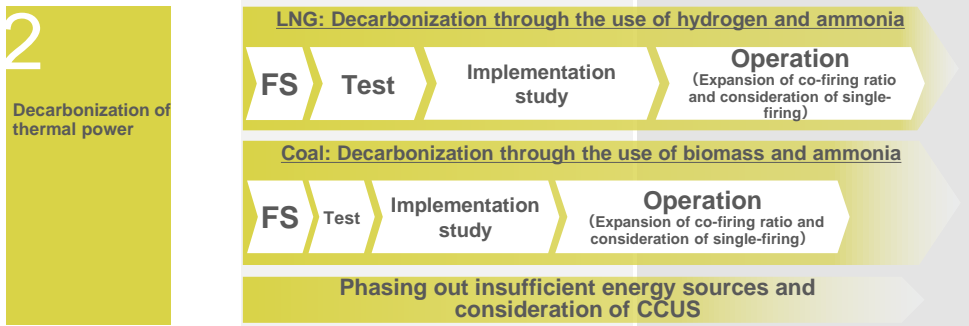 2
Decarbonization of
thermal power
LNG: Decarbonization through the use of hydrogen and ammonia
FS
Test
Implementation
study
Operation
(Expansion of co-firing ratio
and consideration of single-
firing)
Coal: Decarbonization through the use of biomass and ammonia
FS
Test
Implementation
study
Operation
(Expansion of co-firing ratio and
consideration of single-firing)
Phasing out insufficient energy sources and
consideration of CCUS